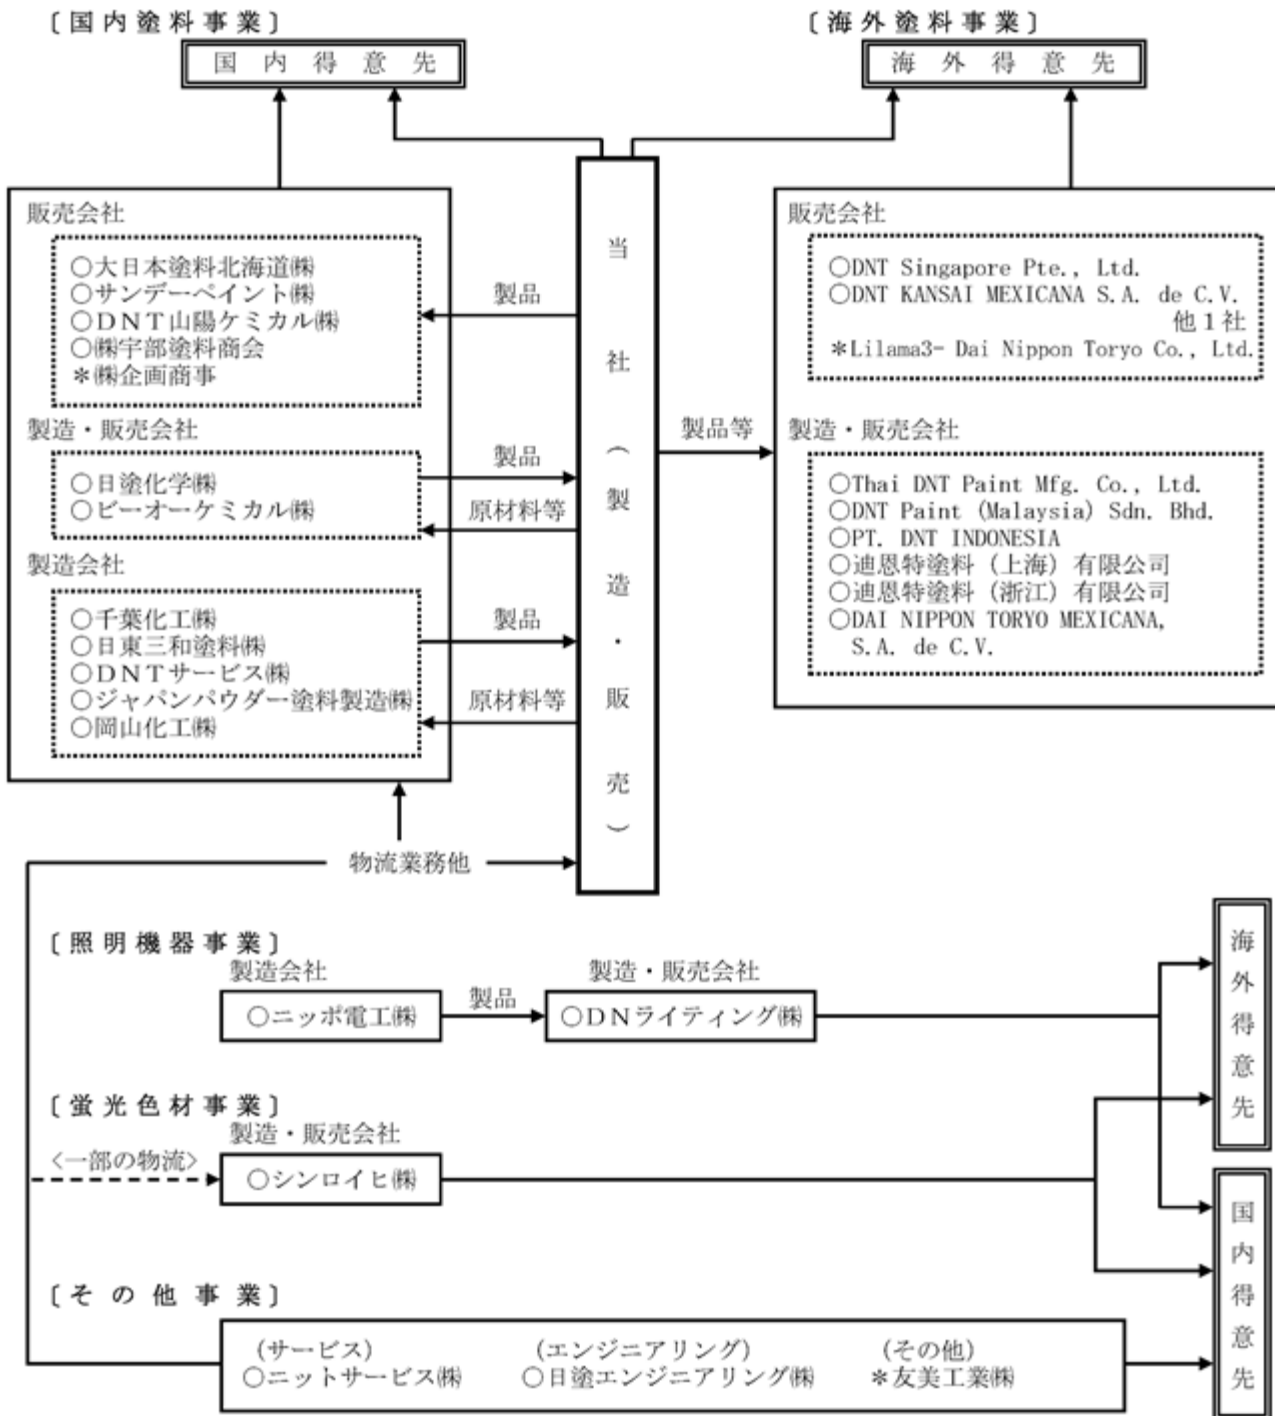 〔国内塗料事業〕
国内得意先
販売会社
○大日本塗料北海道㈱
○サンデーペイント㈱
○ＤＮＴ山陽ケミカル㈱
○㈱宇部塗料商会
＊㈱企画商事
製造・販売会社
○日塗化学㈱
○ビーオーケミカル㈱
製造会社
○千葉化工㈱
○日東三和塗料㈱
○ＤＮＴサービス㈱
○ジャパンパウダー塗料製造㈱
○岡山化工㈱
製品
製品
原材料等
製品
原材料等
当社（製造・販売）
製品等
〔海外塗料事業〕
海外得意先
販売会社
○DNT Singapore Pte., Ltd.
○DNT KANSAI MEXICANA S.A. de C.V.
他１社
＊Lilama3- Dai Nippon Toryo Co., Ltd.
製造・販売会社
○Thai DNT Paint Mfg. Co., Ltd.
○DNT Paint (Malaysia) Sdn. Bhd.
○PT. DNT INDONESIA
○迪恩特塗料（上海）有限公司
○迪恩特塗料（浙江）有限公司
○DAI NIPPON TORYO MEXICANA,
S.A. de C.V.
物流業務他
〔照明機器事業〕
製造会社
○ニッポ電工㈱
製品
製造・販売会社
○ＤＮライティング㈱
〔蛍光色材事業〕
製造・販売会社
<一部の物流>
○シンロイヒ㈱
〔その他事業〕
(サービス)
○ニットサービス㈱
(エンジニアリング)
○日塗エンジニアリング㈱
(その他)
＊友美工業㈱
海外得意先
国内得意先